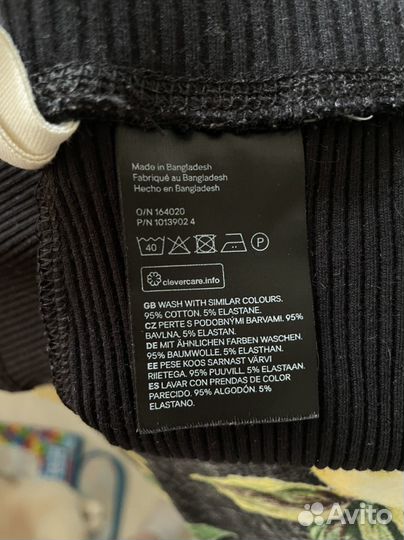 Made in Bangladesh
Fabriqué au Bangladesh
Hecho en Bangladesh
O/N 164020
P/N 1013902 4
40 P
clevercare.info
GB WASH WITH SIMILAR COLOURS.
95% COTTON. 5% ELASTANE.
CZ PERTE S PODOBNÝMI BARVAMI. 95%
BAVLNA, 5% ELASTAN.
DE MIT ÄHNLICHEN FARBEN WASCHEN.
95% BAUMWOLLE. 5% ELASTHAN.
EE PESE KOOS SARNAST VÄRVI
RIIETEGA. 95% PUUVILL. 5% ELASTAAN.
ES LAVAR CON PRENDAS DE COLOR
PARECIDO. 95% ALGODÓN. 5%
ELASTANO.
Avito